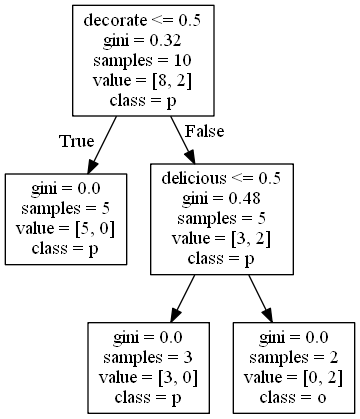 decorate <= 0.5
gini = 0.32
samples = 10
value = [8, 2]
class = p
True
False
gini = 0.0
samples = 5
value = [5, 0]
class = p
delicious <= 0.5
gini = 0.48
samples = 5
value = [3, 2]
class = p
gini = 0.0
samples = 3
value = [3, 0]
class = p
gini = 0.0
samples = 2
value = [0, 2]
class = o